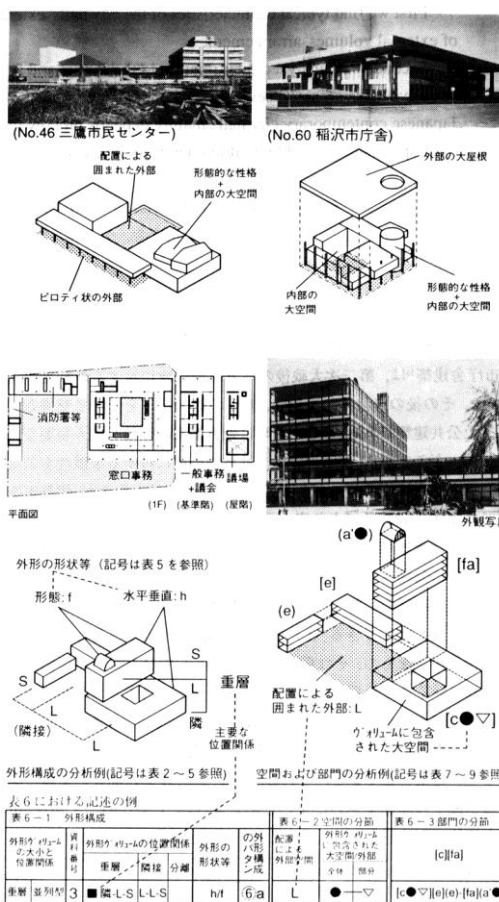 (No.46 三鷹市民センター)
(No.60 稲沢市庁舎)
配置による
囲まれた外部
形態的な性格
+
内部の大空間
ピロティ状の外部
外部の大屋根
内部の
大空間
形態的な性格
+
内部の大空間
消防署等
窓口事務
一般事務
+議会
議場
(1F)
(基準階)
(屋階)
平面図
外観写
外形の形状等 (記号は表5を参照)
形態: f
水平垂直: h
S
L
(隣接)
L
L
S
L
隣
重層
主要な
位置関係
外形構成の分析例(記号は表2～5参照)
(a'●)
[fa]
[e]
(e)
配置による
囲まれた外部: L
ヴォリュームに包含
された大空間
[c●▽]
空間および部門の分析例(記号は表7～9参照
表6における記述の例
表6－1 外形構成
表6－2空間の分節
表6－3部門の分節
外形ヴォリューム
の大小と
位置関係
資料番号
外形ヴォリュームの位置関係
重層 隣接 分離
外形の
形状等
の外形パタン構成
配置
による
外部空間
外形ヴォリューム
に包含された
大空間/外部
全体 部分
[c][fa]
重層 並列型 3 ■隣-L-S L-L-S h/f ⑥a L ●─▽ [c●▽][e](e)-[fa](a'●